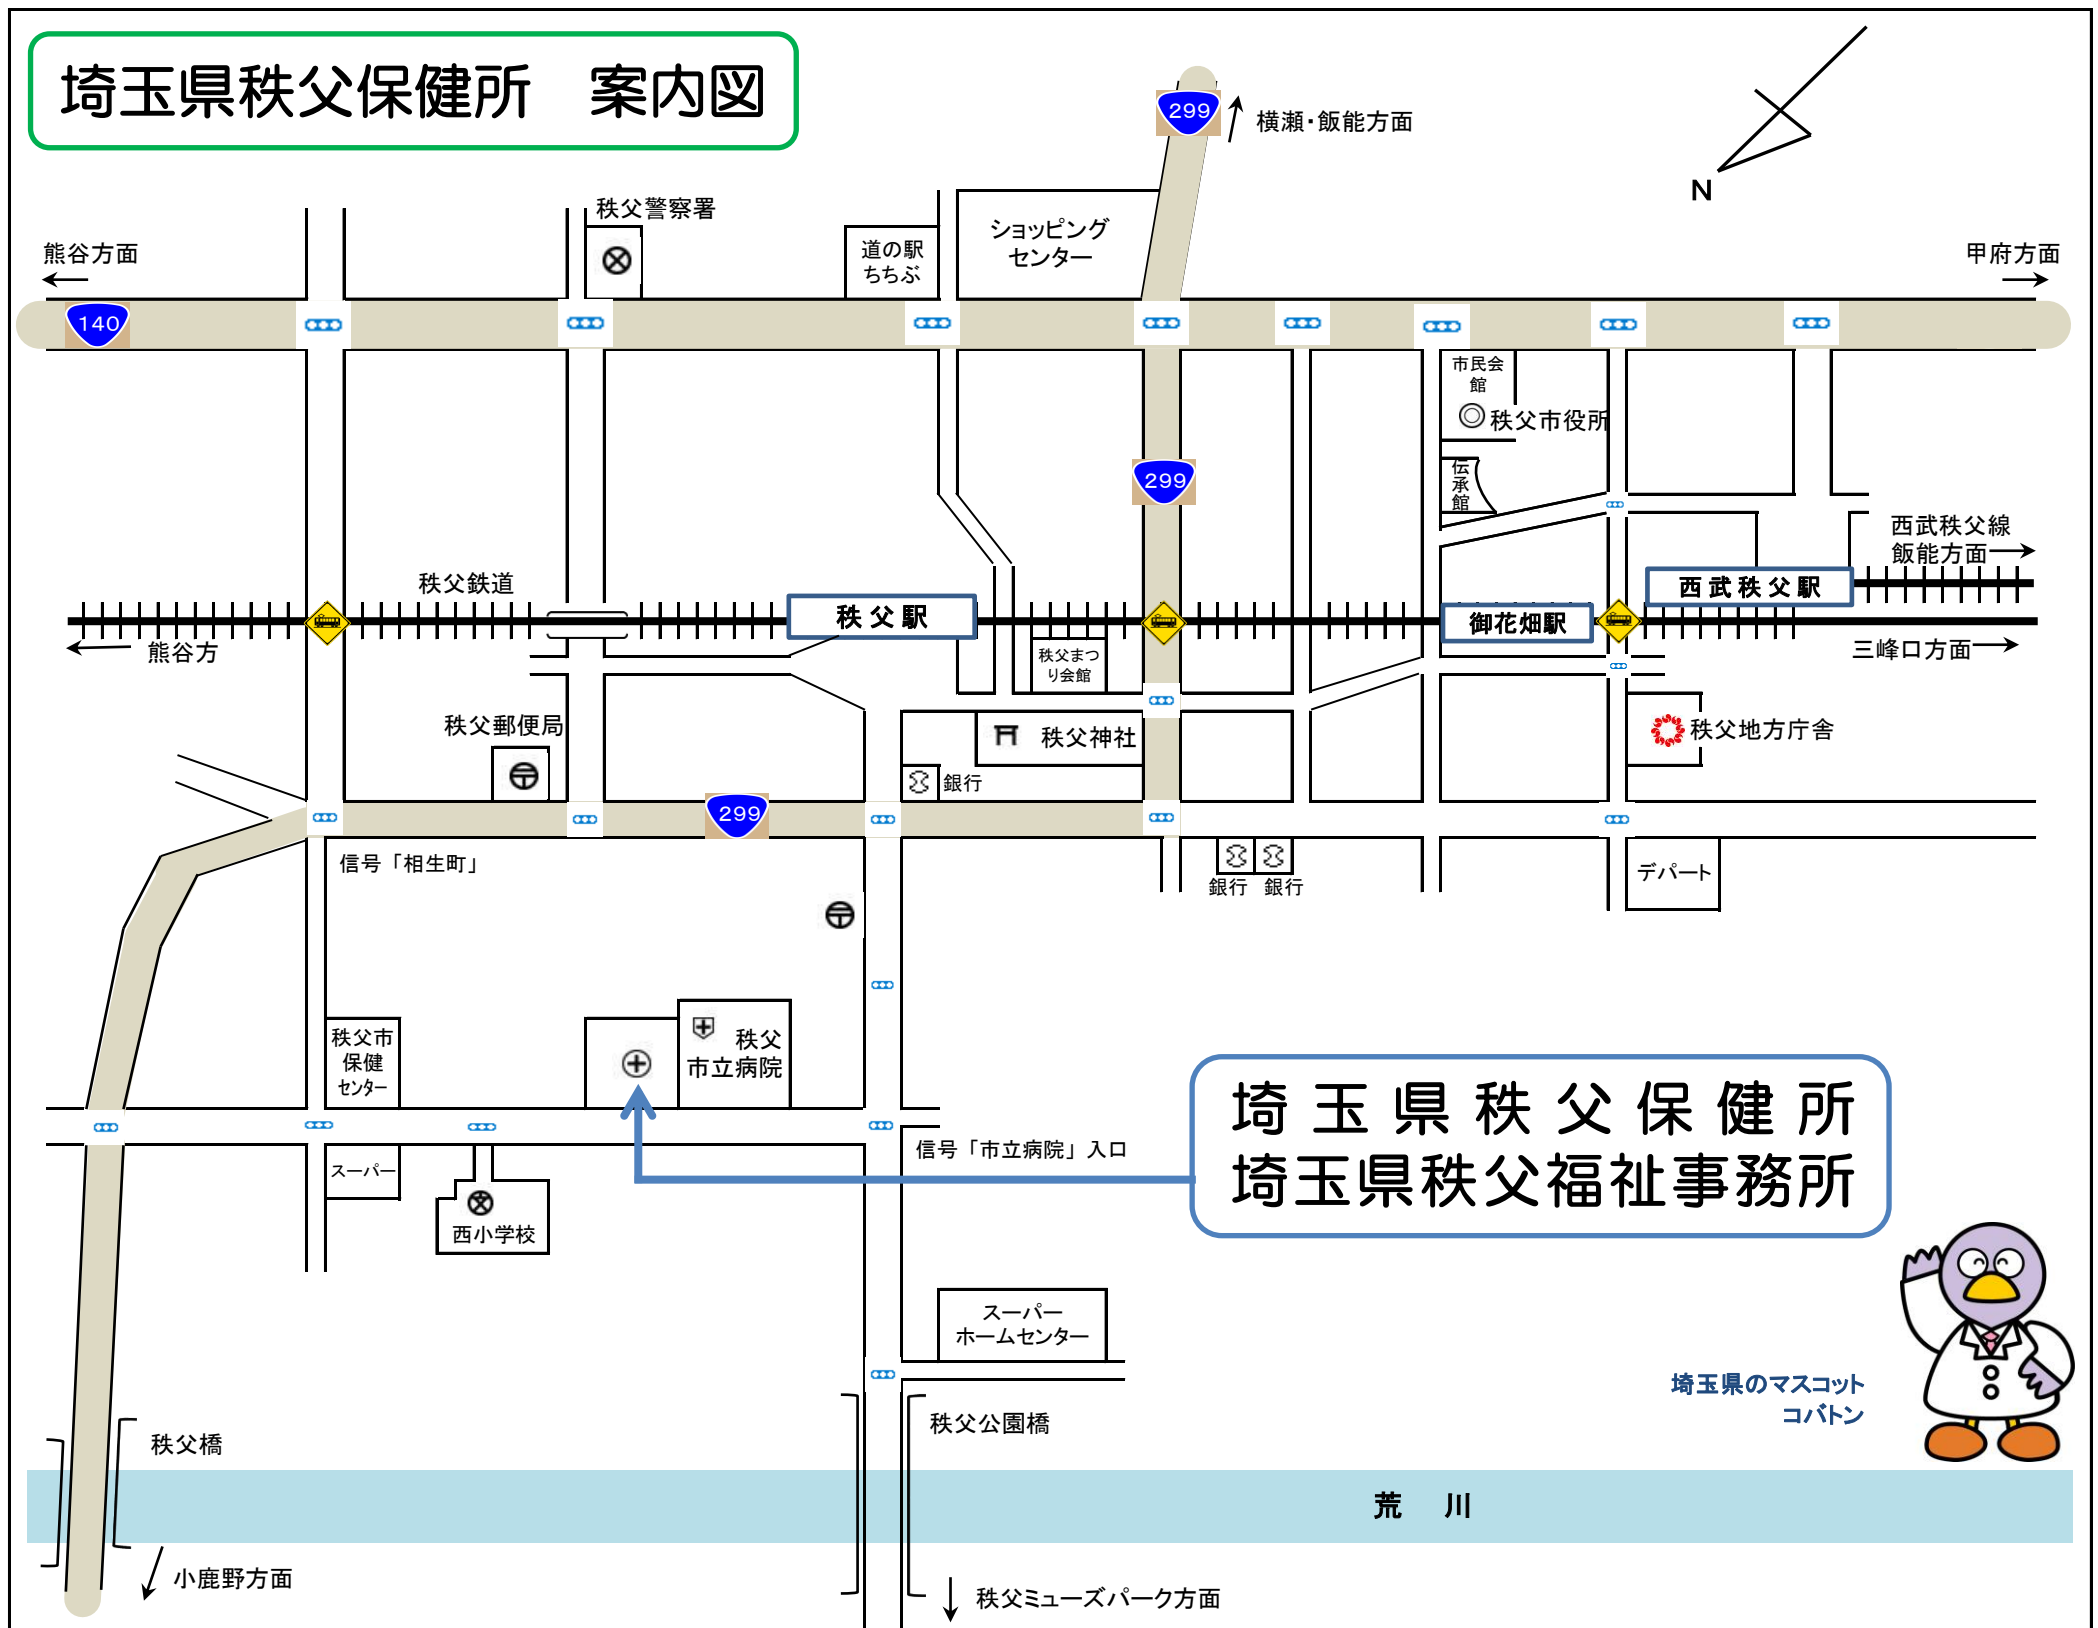 埼玉県秩父保健所　案内図
299
横瀬・飯能方面
N
秩父警察署
熊谷方面
道の駅
ちちぶ
ショッピング
センター
甲府方面
140
市民会
館
秩父市役所
伝
承
館
299
西武秩父線
飯能方面
秩父鉄道
秩父駅
西武秩父駅
御花畑駅
熊谷方
秩父まつ
り会館
三峰口方面
秩父郵便局
秩父神社
秩父地方庁舎
銀行
299
信号「相生町」
銀行
銀行
デパート
秩父市
保健
センター
秩父
市立病院
埼玉県秩父保健所
埼玉県秩父福祉事務所
信号「市立病院」入口
スーパー
西小学校
スーパー
ホームセンター
埼玉県のマスコット
コバトン
秩父橋
秩父公園橋
荒　川
小鹿野方面
秩父ミューズパーク方面